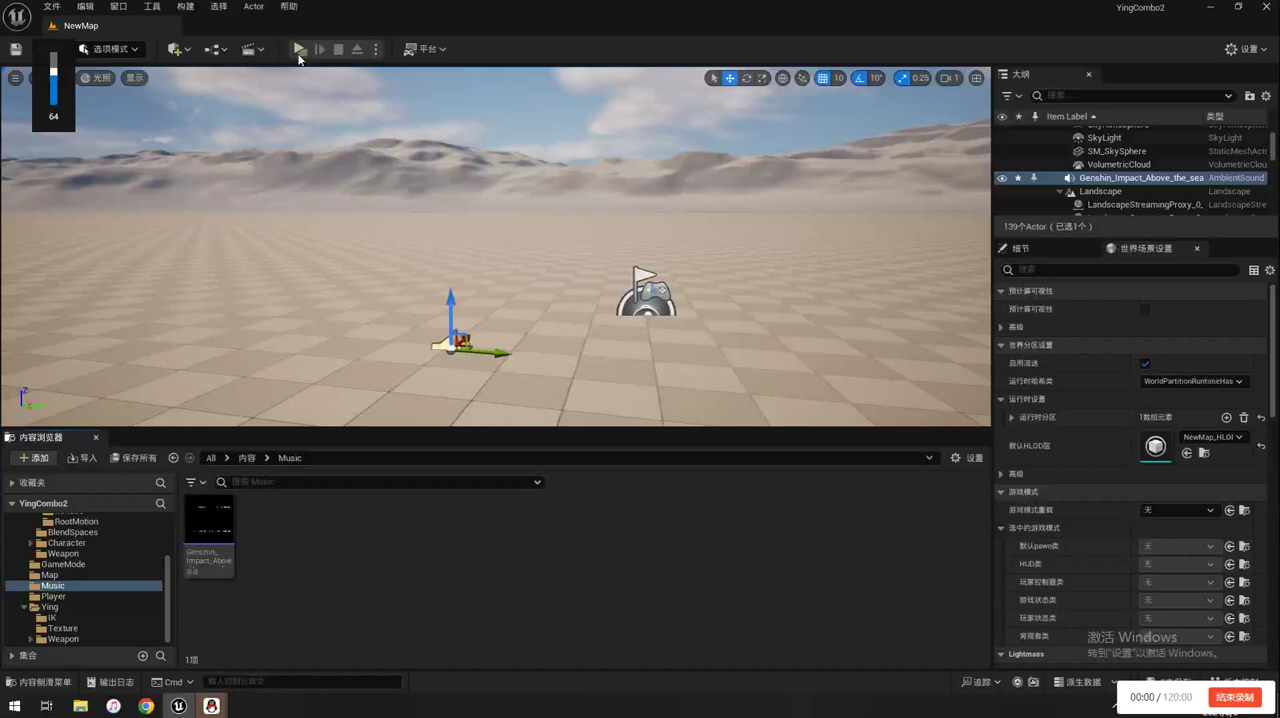 文件 编辑 窗口 工具 构建 选择 Actor 帮助
YingCombo2
NewMap
选项模式
平台
设置
64
光照
显示
10
10°
0.25
1
大纲
搜索...
Item Label
类型
SkyLight
SkyLight
SM_SkySphere
StaticMeshAct
VolumetricCloud
VolumetricClou
Genshin_Impact_Above_the_sea
AmbientSound
Landscape
Landscape
LandscapeStreamingProxy_0_
LandscapeStre
139个Actor (已选1个)
细节
世界场景设置
搜索
预计算可视性
预计算可视性
高级
世界分区设置
启用流送
运行时哈希类
WorldPartitionRuntimeHas
运行时设置
运行时分区
1数组元素
默认HLOD层
NewMap_HLOI
高级
游戏模式
游戏模式重载
无
选中的游戏模式
默认pawn类
无
HUD类
无
玩家控制器类
无
游戏状态类
无
玩家状态类
无
旁观者类
无
Lightmass
内容浏览器
添加
导入
保存所有
All
内容
Music
设置
收藏夹
搜索 Music
YingCombo2
RootMotion
BlendSpaces
Character
Weapon
GameMode
Map
Music
Player
Ying
IK
Texture
Weapon
Genshin_
Impact_Above
集合
1项
激活 Windows
转到"设置"以激活 Windows。
内容侧滑菜单
输出日志
Cmd
输入控制台命令
追踪
派生数据
00:00 / 120:00
结束录制